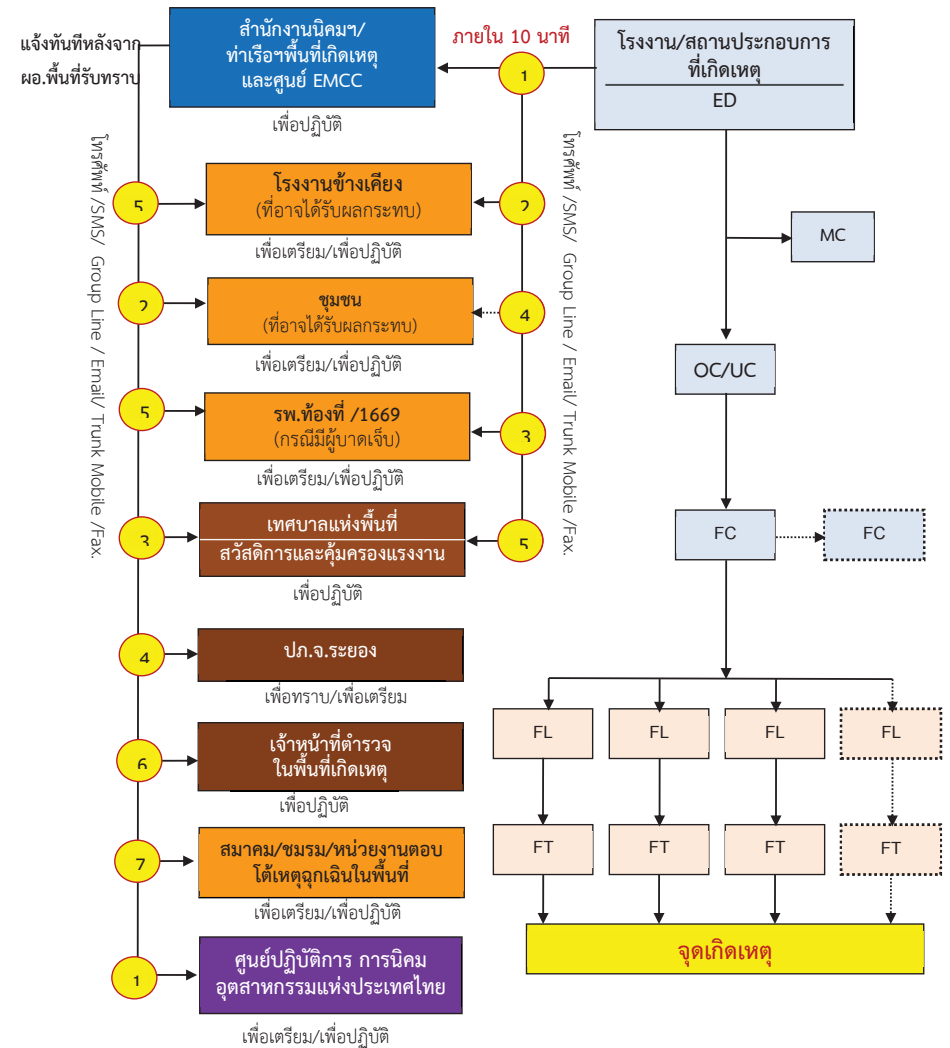 แจ้งทันทีหลังจาก
ผอ.พื้นที่รับทราบ
สำนักงานนิคมฯ/
ท่าเรือฯพื้นที่เกิดเหตุ
และศูนย์ EMCC
เพื่อปฏิบัติ
ภายใน 10 นาที
1
โรงงาน/สถานประกอบการ
ที่เกิดเหตุ
ED
โทรศัพท์ /SMS/ Group Line / Email/ Trunk Mobile /Fax.
โทรศัพท์ /SMS/ Group Line / Email/ Trunk Mobile /Fax.
5
โรงงานข้างเคียง
(ที่อาจได้รับผลกระทบ)
2
เพื่อเตรียม/เพื่อปฏิบัติ
2
ชุมชน
(ที่อาจได้รับผลกระทบ)
4
เพื่อเตรียม/เพื่อปฏิบัติ
5
รพ.ท้องที่ /1669
(กรณีมีผู้บาดเจ็บ)
3
เพื่อเตรียม/เพื่อปฏิบัติ
3
เทศบาลแห่งพื้นที่
สวัสดิการและคุ้มครองแรงงาน
5
เพื่อปฏิบัติ
4
ปภ.จ.ระยอง
เพื่อทราบ/เพื่อเตรียม
6
เจ้าหน้าที่ตำรวจ
ในพื้นที่เกิดเหตุ
เพื่อปฏิบัติ
7
สมาคม/ชมรม/หน่วยงานตอบ
โต้เหตุฉุกเฉินในพื้นที่
เพื่อเตรียม/เพื่อปฏิบัติ
1
ศูนย์ปฏิบัติการ การนิคม
อุตสาหกรรมแห่งประเทศไทย
เพื่อเตรียม/เพื่อปฏิบัติ
MC
OC/UC
FC
FC
FL
FL
FL
FL
FT
FT
FT
FT
จุดเกิดเหตุ